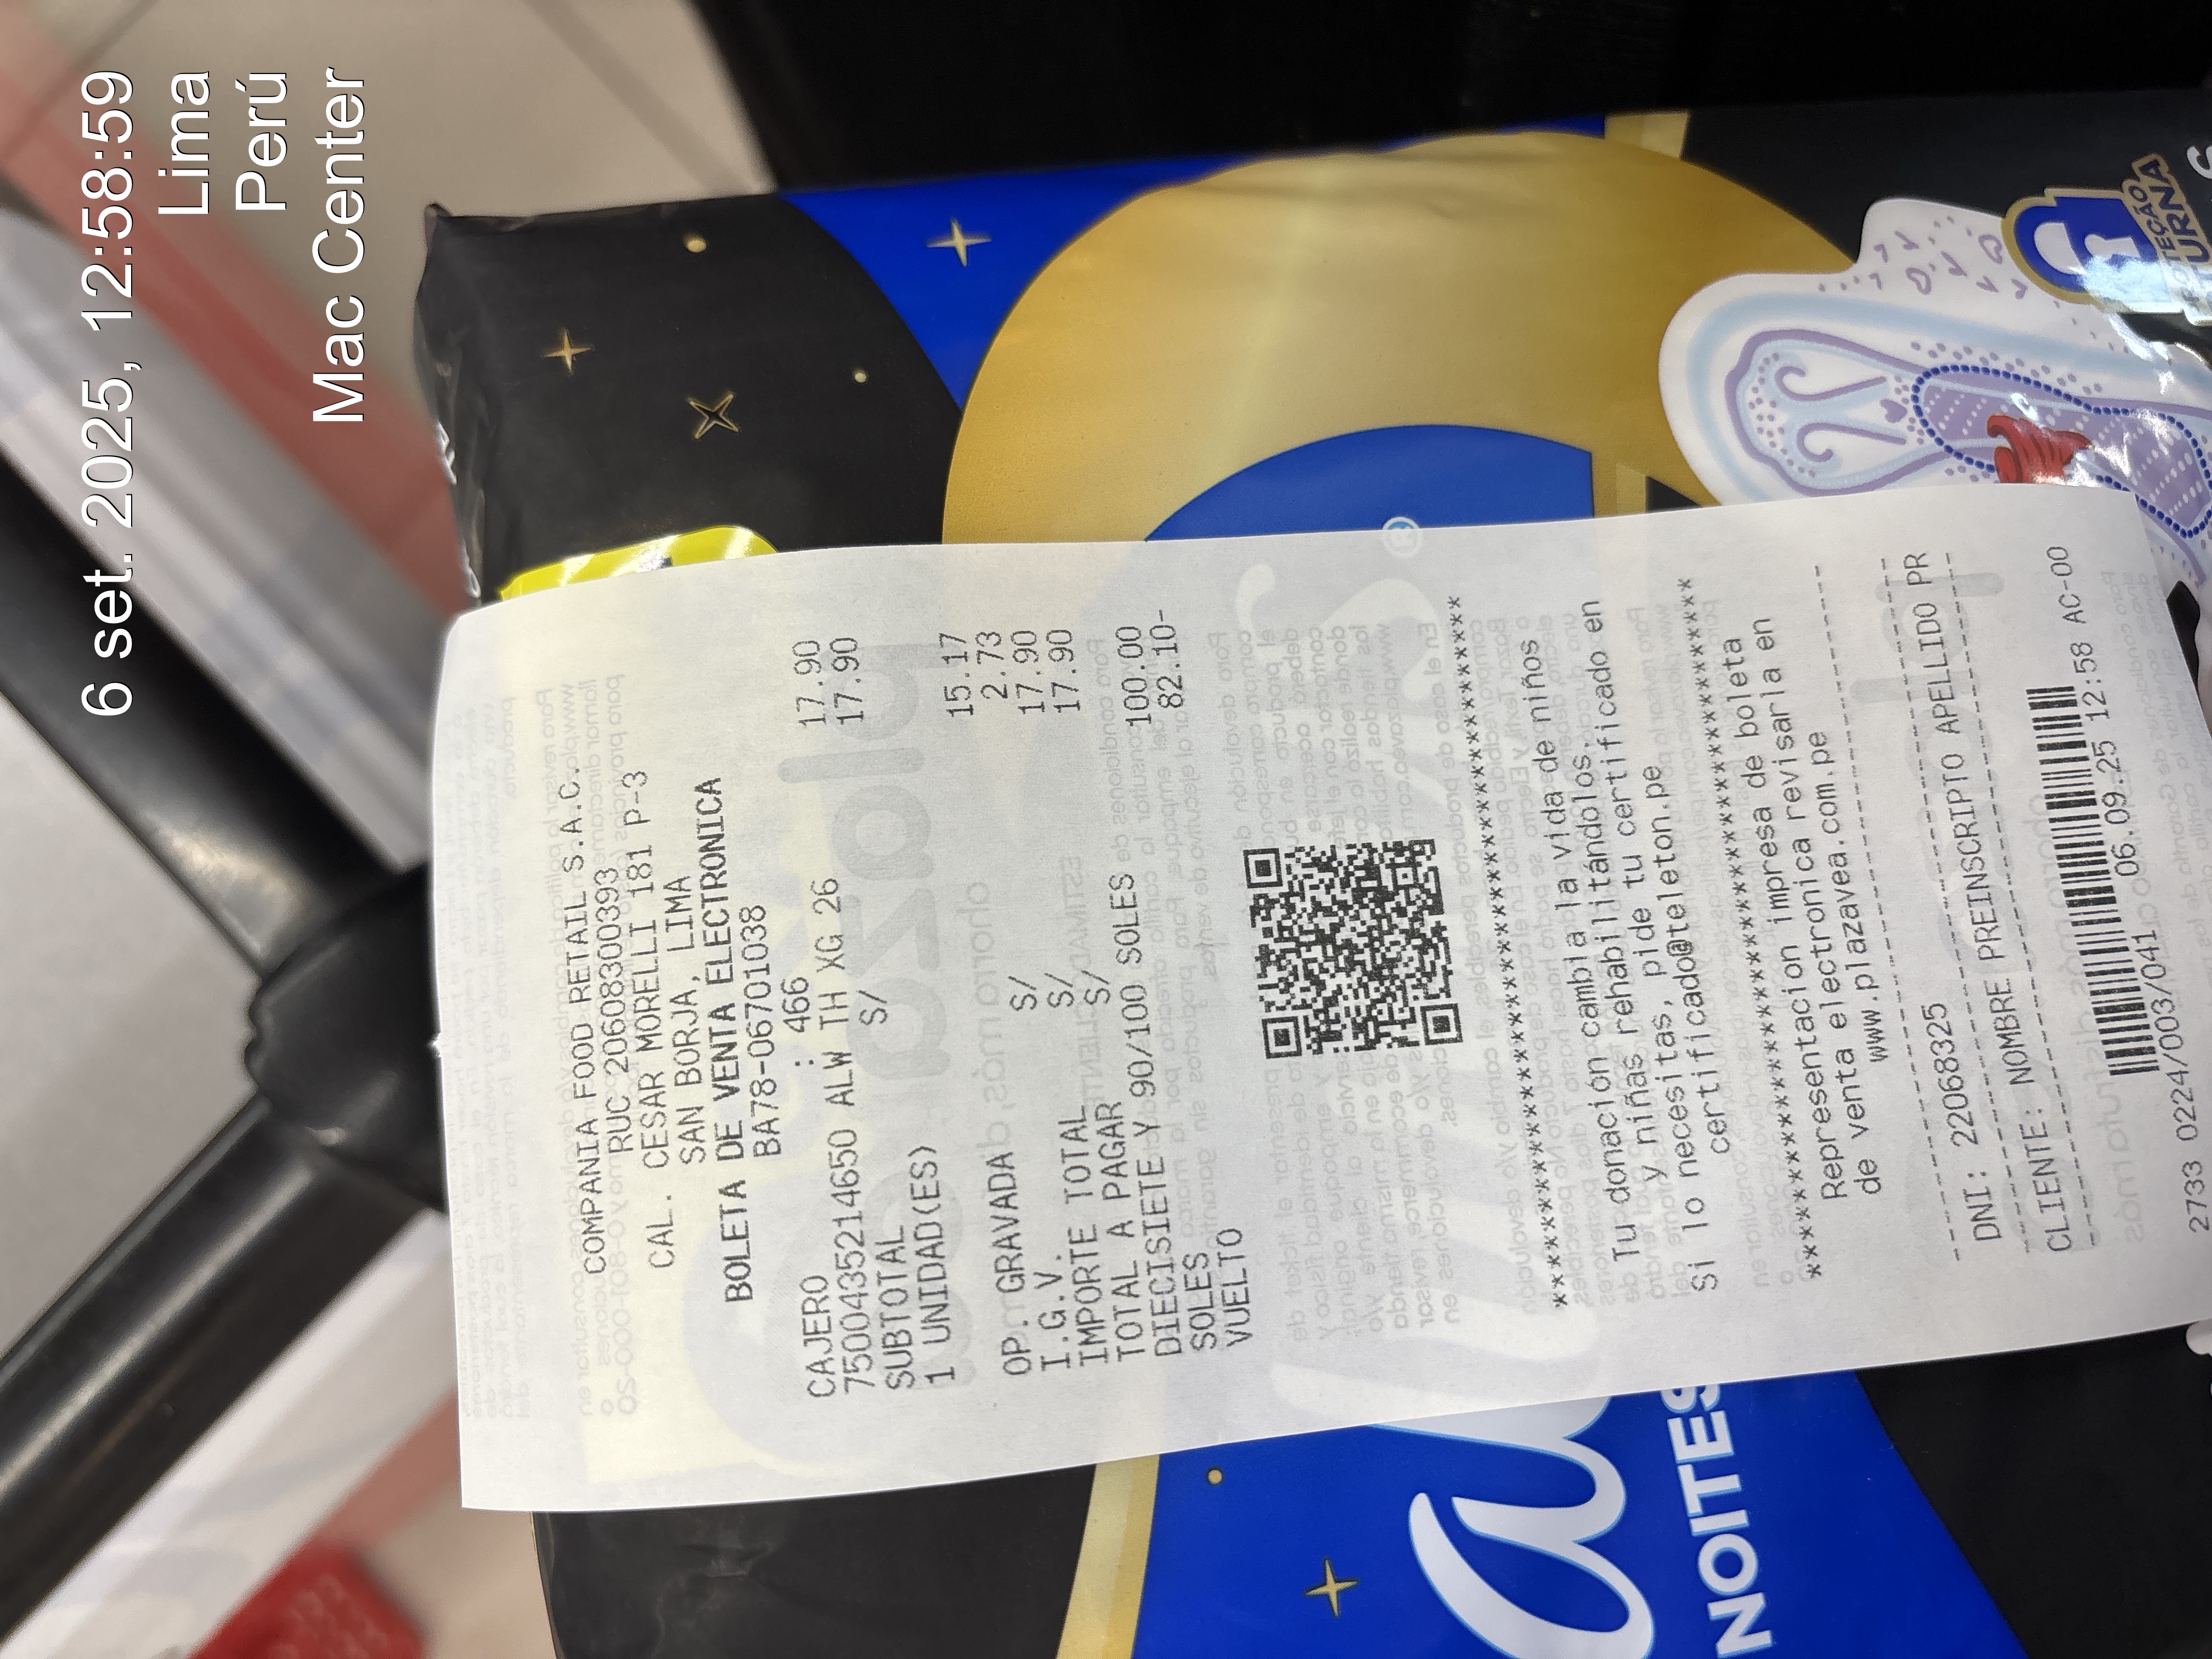 6 set. 2025, 12:58:59
Lima
Perú
Mac Center
COMPANIA FOOD RETAIL S.A.C.
RUC 20608300393
CAL. CESAR MORELLI 181 P-3
SAN BORJA, LIMA
BOLETA DE VENTA ELECTRONICA
BA78-06701038
CAJERO : 466
7500435214650 ALW TH XG 26 17.90
SUBTOTAL S/ 17.90
1 UNIDAD(ES)
OP. GRAVADA 15.17
I.G.V. S/ 2.73
IMPORTE TOTAL S/ 17.90
TOTAL A PAGAR S/ 17.90
DIECISIETE Y 90/100 SOLES
SOLES 100.00
VUELTO 82.10-
****************************************
Tu donación cambia la vida de niños
y niñas rehabilitándolos.
Si lo necesitas, pide tu certificado en
certificado@teleton.pe
****************************************
Representacion impresa de boleta
de venta electronica revisarla en
www.plazavea.com.pe
----------------------------------------
DNI: 22068325
----------------------------------------
CLIENTE: NOMBRE PREINSCRIPTO APELLIDO PR
----------------------------------------
2733 0224/003/041 06.09.25 12:58 AC-00
NOITES
®